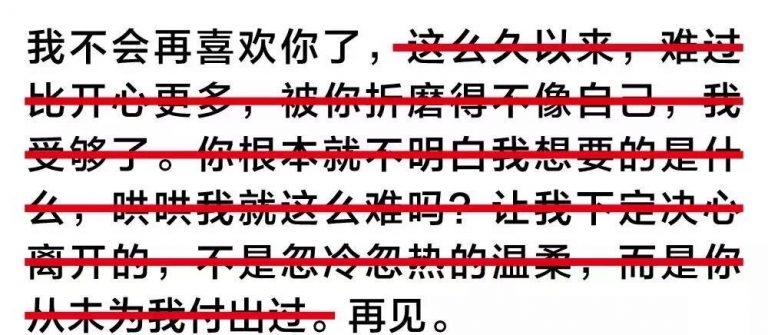 我不会再喜欢你了，这么久以来，难过
比开心更多，被你折磨得不像自己，我
受够了。你根本就不明白我想要的是什
么，哄哄我就这么难吗？让我下定决心
离开的，不是忽冷忽热的温柔，而是你
从未为我付出过。再见。